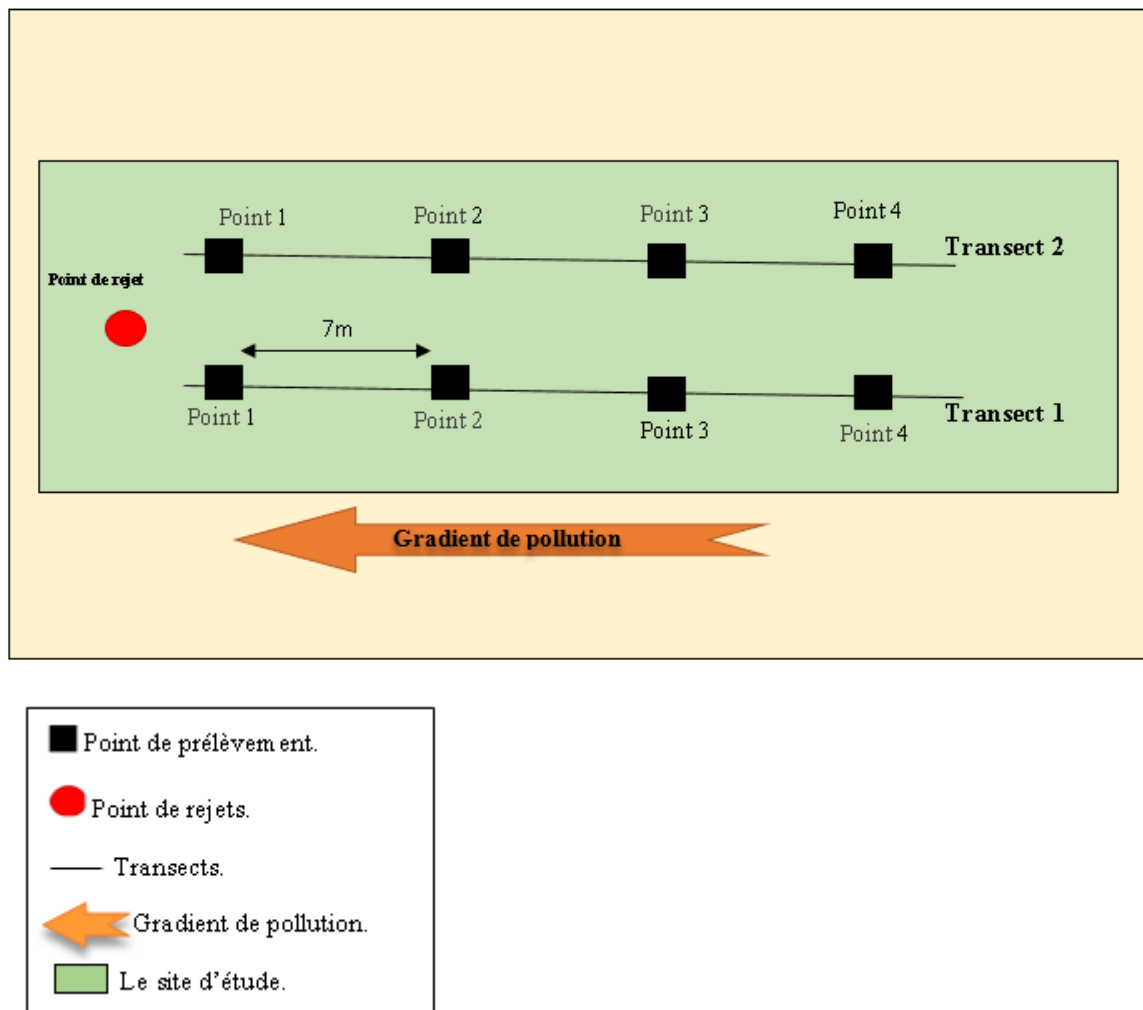 Point 1
Point 2
Point 3
Point 4
Transect 2
Point de rejet
7m
Point 1
Point 2
Point 3
Point 4
Transect 1
Gradient de pollution
Point de prélèvement.
Point de rejets.
Transects.
Gradient de pollution.
Le site d'étude.